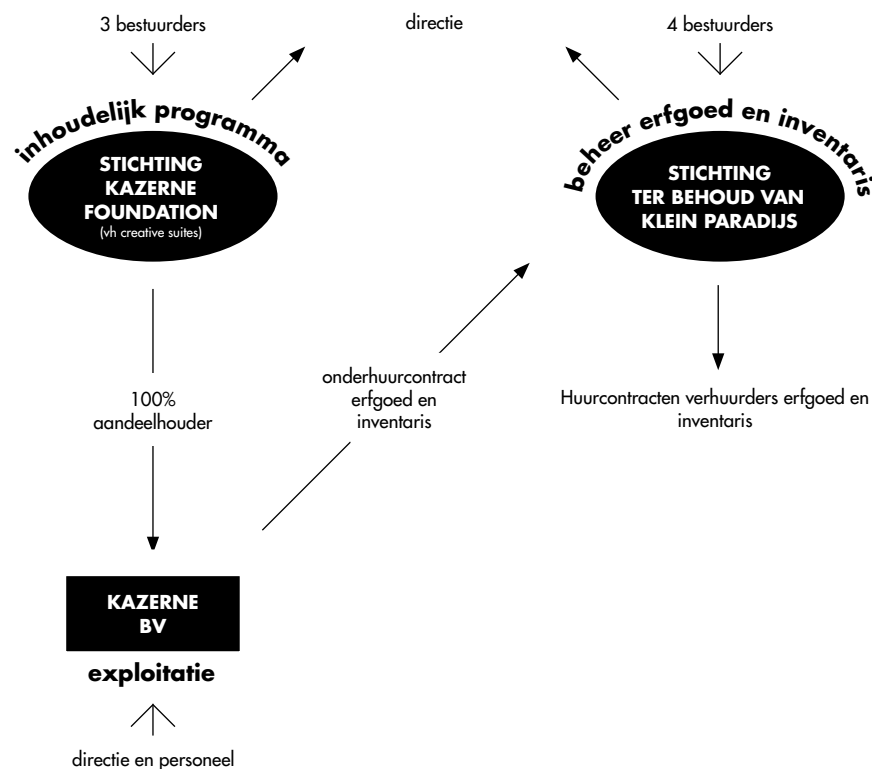 3 bestuurders
directie
4 bestuurders
inhoudelijk programma
STICHTING
KAZERNE
FOUNDATION
(vh creative suites)
beheer erfgoed en inventaris
STICHTING
TER BEHOUD VAN
KLEIN PARADIJS
100%
aandeelhouder
onderhuurcontract
erfgoed en
inventaris
Huurcontracten verhuurders erfgoed en
inventaris
KAZERNE
BV
exploitatie
directie en personeel